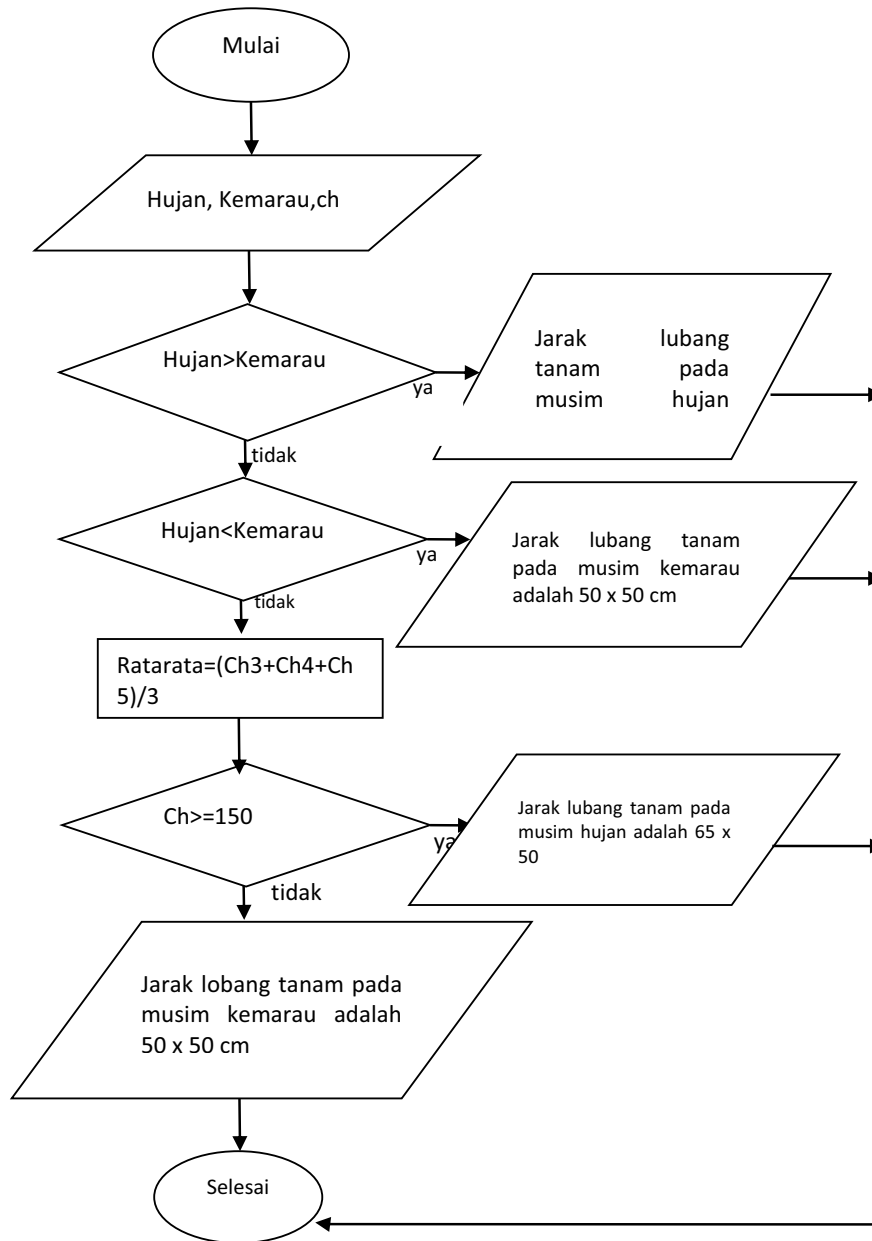 Mulai
Hujan, Kemarau,ch
Hujan>Kemarau
ya
Jarak lubang
tanam pada
musim hujan
tidak
Hujan<Kemarau
ya
Jarak lubang tanam
pada musim kemarau
adalah 50 x 50 cm
tidak
Ratarata=(Ch3+Ch4+Ch
5)/3
Ch>=150
ya
Jarak lubang tanam pada
musim hujan adalah 65 x
50
tidak
Jarak lobang tanam pada
musim kemarau adalah
50 x 50 cm
Selesai